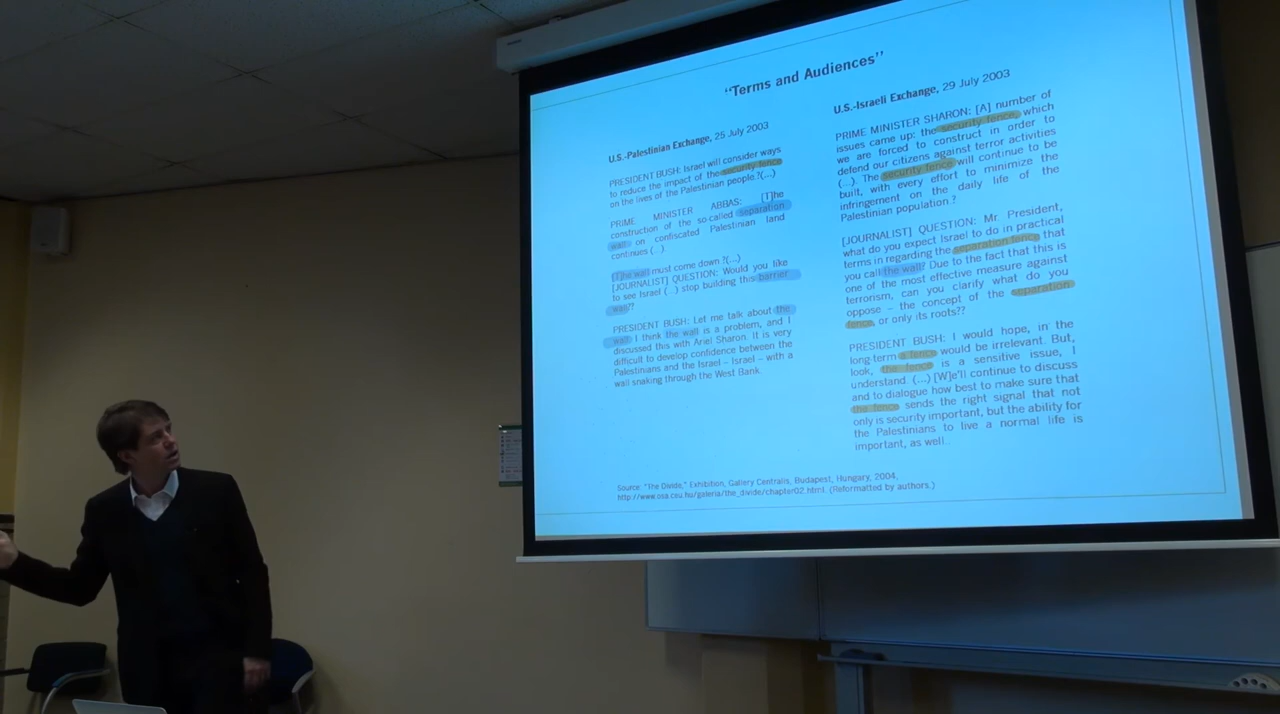 “Terms and Audiences”
U.S.-Palestinian Exchange, 25 July 2003
PRESIDENT BUSH: Israel will consider ways
to reduce the impact of the security fence
on the lives of the Palestinian people.?(...)
PRIME MINISTER ABBAS: [T]he
construction of the so-called separation
wall on confiscated Palestinian land
continues (...).
[T]he wall must come down.?(...)
[JOURNALIST] QUESTION: Would you like
to see Israel (...) stop building this barrier
wall??
PRESIDENT BUSH: Let me talk about the
wall. I think the wall is a problem, and I
discussed this with Ariel Sharon. It is very
difficult to develop confidence between the
Palestinians and the Israel – Israel – with a
wall snaking through the West Bank.
U.S.-Israeli Exchange, 29 July 2003
PRIME MINISTER SHARON: [A] number of
issues came up: the security fence, which
we are forced to construct in order to
defend our citizens against terror activities
(...). The security fence will continue to be
built, with every effort to minimize the
infringement on the daily life of the
Palestinian population.?
[JOURNALIST] QUESTION: Mr. President,
what do you expect Israel to do in practical
terms in regarding the separation fence that
you call the wall? Due to the fact that this is
one of the most effective measure against
terrorism, can you clarify what do you
oppose – the concept of the separation
fence, or only its roots??
PRESIDENT BUSH: I would hope, in the
long term a fence would be irrelevant. But,
look, the fence is a sensitive issue, I
understand. (...) [W]e'll continue to discuss
and to dialogue how best to make sure that
the fence sends the right signal that not
only is security important, but the ability for
the Palestinians to live a normal life is
important, as well.
Source: "The Divide," Exhibition, Gallery Centralis, Budapest, Hungary, 2004,
http://www.osa.ceu.hu/galeria/the_divide/chapter02.html. (Reformatted by authors.)